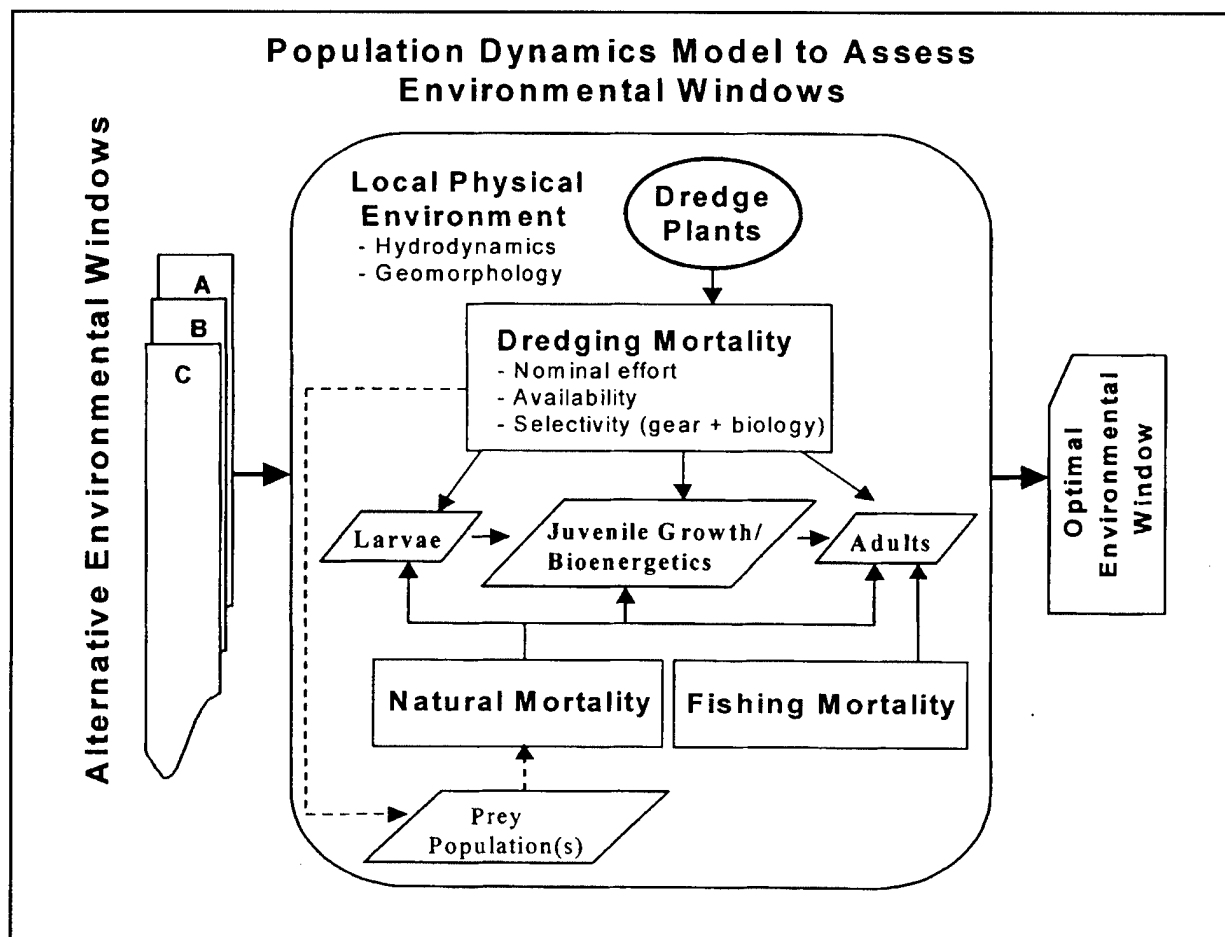 Population Dynamics Model to Assess
Environmental Windows
Alternative Environmental Windows
A
B
C
Local Physical
Environment
- Hydrodynamics
- Geomorphology
Dredge
Plants
Dredging Mortality
- Nominal effort
- Availability
- Selectivity (gear + biology)
Larvae
Juvenile Growth/
Bioenergetics
Adults
Natural Mortality
Fishing Mortality
Prey
Population(s)
Optimal
Environmental
Window